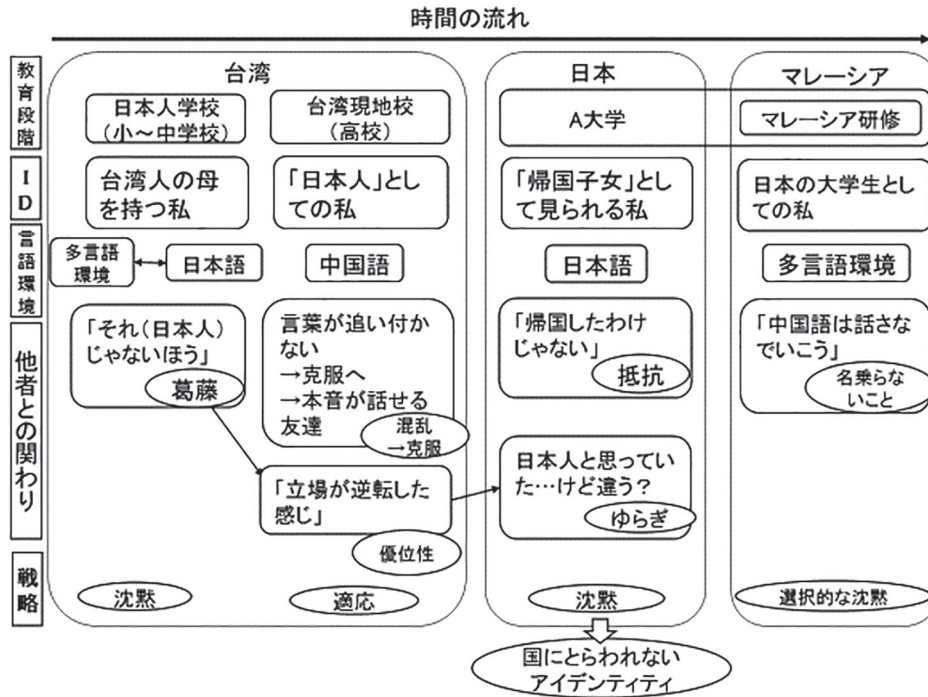 時間の流れ
教育段階
台湾
日本
マレーシア
日本人学校
(小～中学校)
台湾現地校
(高校)
A大学
マレーシア研修
ID
台湾人の母
を持つ私
「日本人」とし
ての私
「帰国子女」とし
て見られる私
日本の大学生とし
ての私
言語環境
多言語
環境
日本語
中国語
日本語
多言語環境
他者との関わり
「それ(日本人)
じゃないほう」
葛藤
言葉が追い付か
ない
→克服へ
→本音が話せる
友達
混乱
→克服
「帰国したわけ
じゃない」
抵抗
「中国語は話さな
でいこう」
名乗らな
いこと
「立場が逆転した
感じ」
優位性
日本人と思ってい
た…けど違う?
ゆらぎ
戦略
沈黙
適応
沈黙
選択的な沈黙
国にとらわれない
アイデンティティ